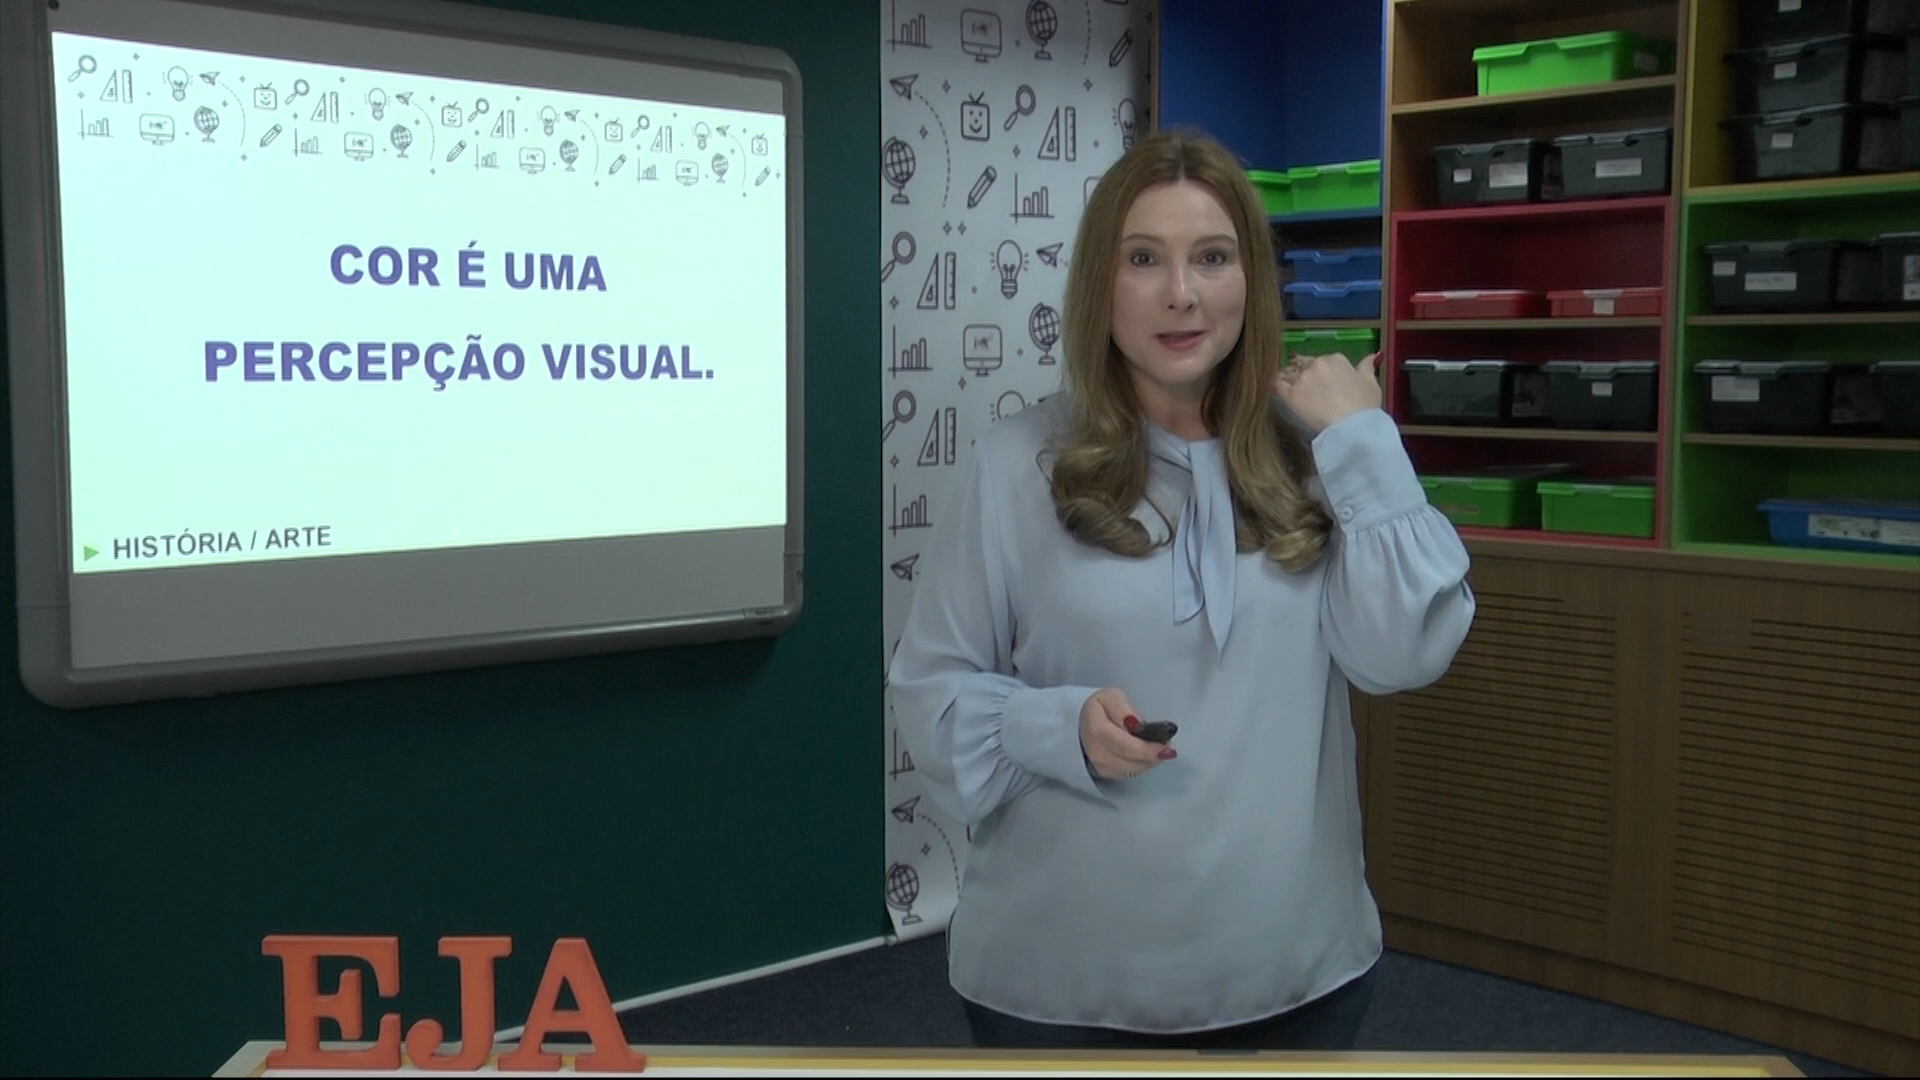 COR É UMA
PERCEPÇÃO VISUAL.
HISTÓRIA / ARTE
EJA